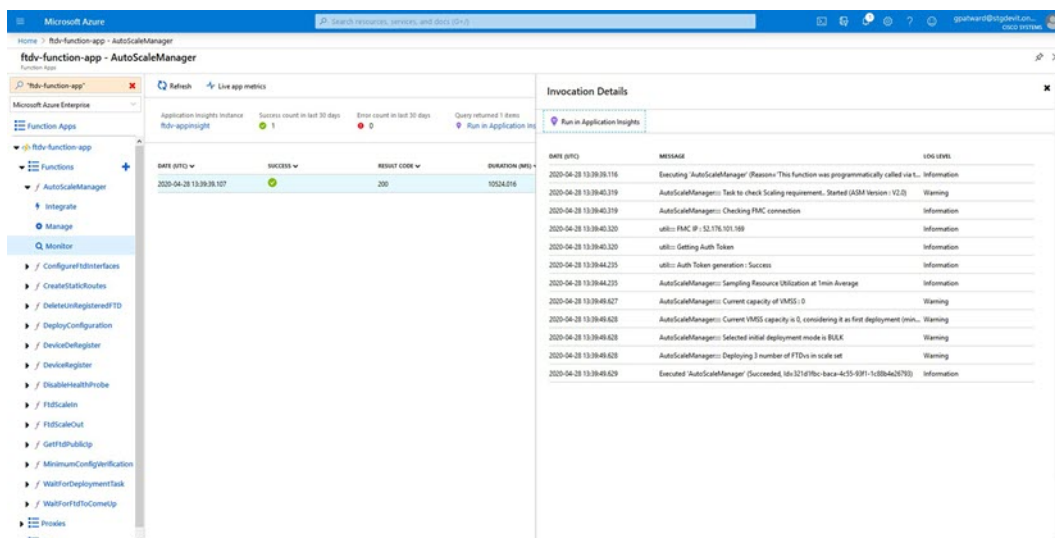 Microsoft Azure
Search resources, services, and docs (G+/)
gpatward@stgdevit.on...
CISCO SYSTEMS
Home > ftdv-function-app - AutoScaleManager
ftdv-function-app - AutoScaleManager
Function Apps
"ftdv-function-app"
Microsoft Azure Enterprise
Function Apps
ftdv-function-app
Functions
AutoScaleManager
Integrate
Manage
Monitor
ConfigureFtdInterfaces
CreateStaticRoutes
DeleteUnRegisteredFTD
DeployConfiguration
DeviceDeRegister
DeviceRegister
DisableHealthProbe
FtdScaleIn
FtdScaleOut
GetFtdPublicIp
MinimumConfigVerification
WaitForDeploymentTask
WaitForFtdToComeUp
Proxies
Refresh Live app metrics
Application Insights Instance Success count in last 30 days Error count in last 30 days Query returned 1 items
ftdv-appinsight 1 0 Run in Application Ins
DATE (UTC) SUCCESS RESULT CODE DURATION (MS)
2020-04-28 13:39:39.107 200 10524.016
Invocation Details
Run in Application Insights
DATE (UTC) MESSAGE LOG LEVEL
2020-04-28 13:39:39.116 Executing 'AutoScaleManager' (Reason='This function was programmatically called via t... Information
2020-04-28 13:39:40.319 AutoScaleManager::: Task to check Scaling requirement.. Started (ASM Version : V2.0) Warning
2020-04-28 13:39:40.319 AutoScaleManager::: Checking FMC connection Information
2020-04-28 13:39:40.320 util::: FMC IP : 52.176.101.169 Information
2020-04-28 13:39:40.320 util::: Getting Auth Token Information
2020-04-28 13:39:44.235 util::: Auth Token generation : Success Information
2020-04-28 13:39:44.235 AutoScaleManager::: Sampling Resource Utilization at 1min Average Information
2020-04-28 13:39:49.627 AutoScaleManager::: Current capacity of VMSS : 0 Warning
2020-04-28 13:39:49.628 AutoScaleManager::: Current VMSS capacity is 0, considering it as first deployment (min... Warning
2020-04-28 13:39:49.628 AutoScaleManager::: Selected initial deployment mode is BULK Warning
2020-04-28 13:39:49.628 AutoScaleManager::: Deploying 3 number of FTDvs in scale set Warning
2020-04-28 13:39:49.629 Executed 'AutoScaleManager' (Succeeded, Id=321d1fbc-baca-4c55-93f1-1c88b4e26793) Information